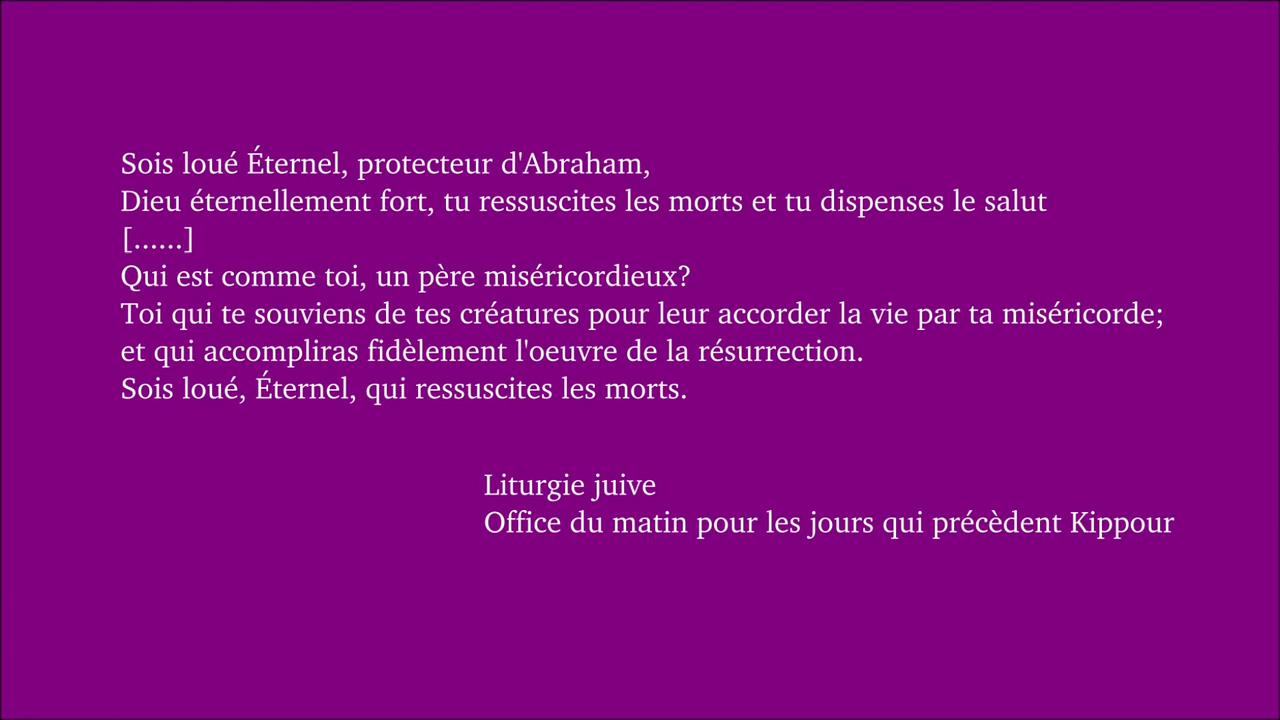 Sois loué Éternel, protecteur d'Abraham,
Dieu éternellement fort, tu ressuscites les morts et tu dispenses le salut
[......]
Qui est comme toi, un père miséricordieux?
Toi qui te souviens de tes créatures pour leur accorder la vie par ta miséricorde;
et qui accompliras fidèlement l'oeuvre de la résurrection.
Sois loué, Éternel, qui ressuscites les morts.
Liturgie juive
Office du matin pour les jours qui précèdent Kippour